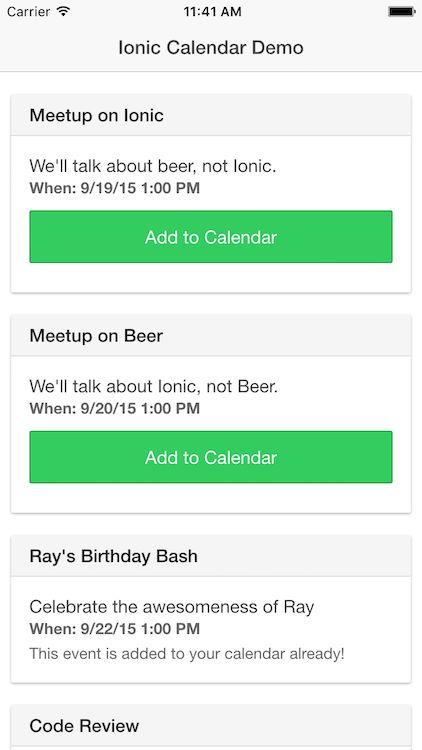 Carrier 11:41 AM
Ionic Calendar Demo
Meetup on Ionic
We'll talk about beer, not Ionic.
When: 9/19/15 1:00 PM
Add to Calendar
Meetup on Beer
We'll talk about Ionic, not Beer.
When: 9/20/15 1:00 PM
Add to Calendar
Ray's Birthday Bash
Celebrate the awesomeness of Ray
When: 9/22/15 1:00 PM
This event is added to your calendar already!
Code Review